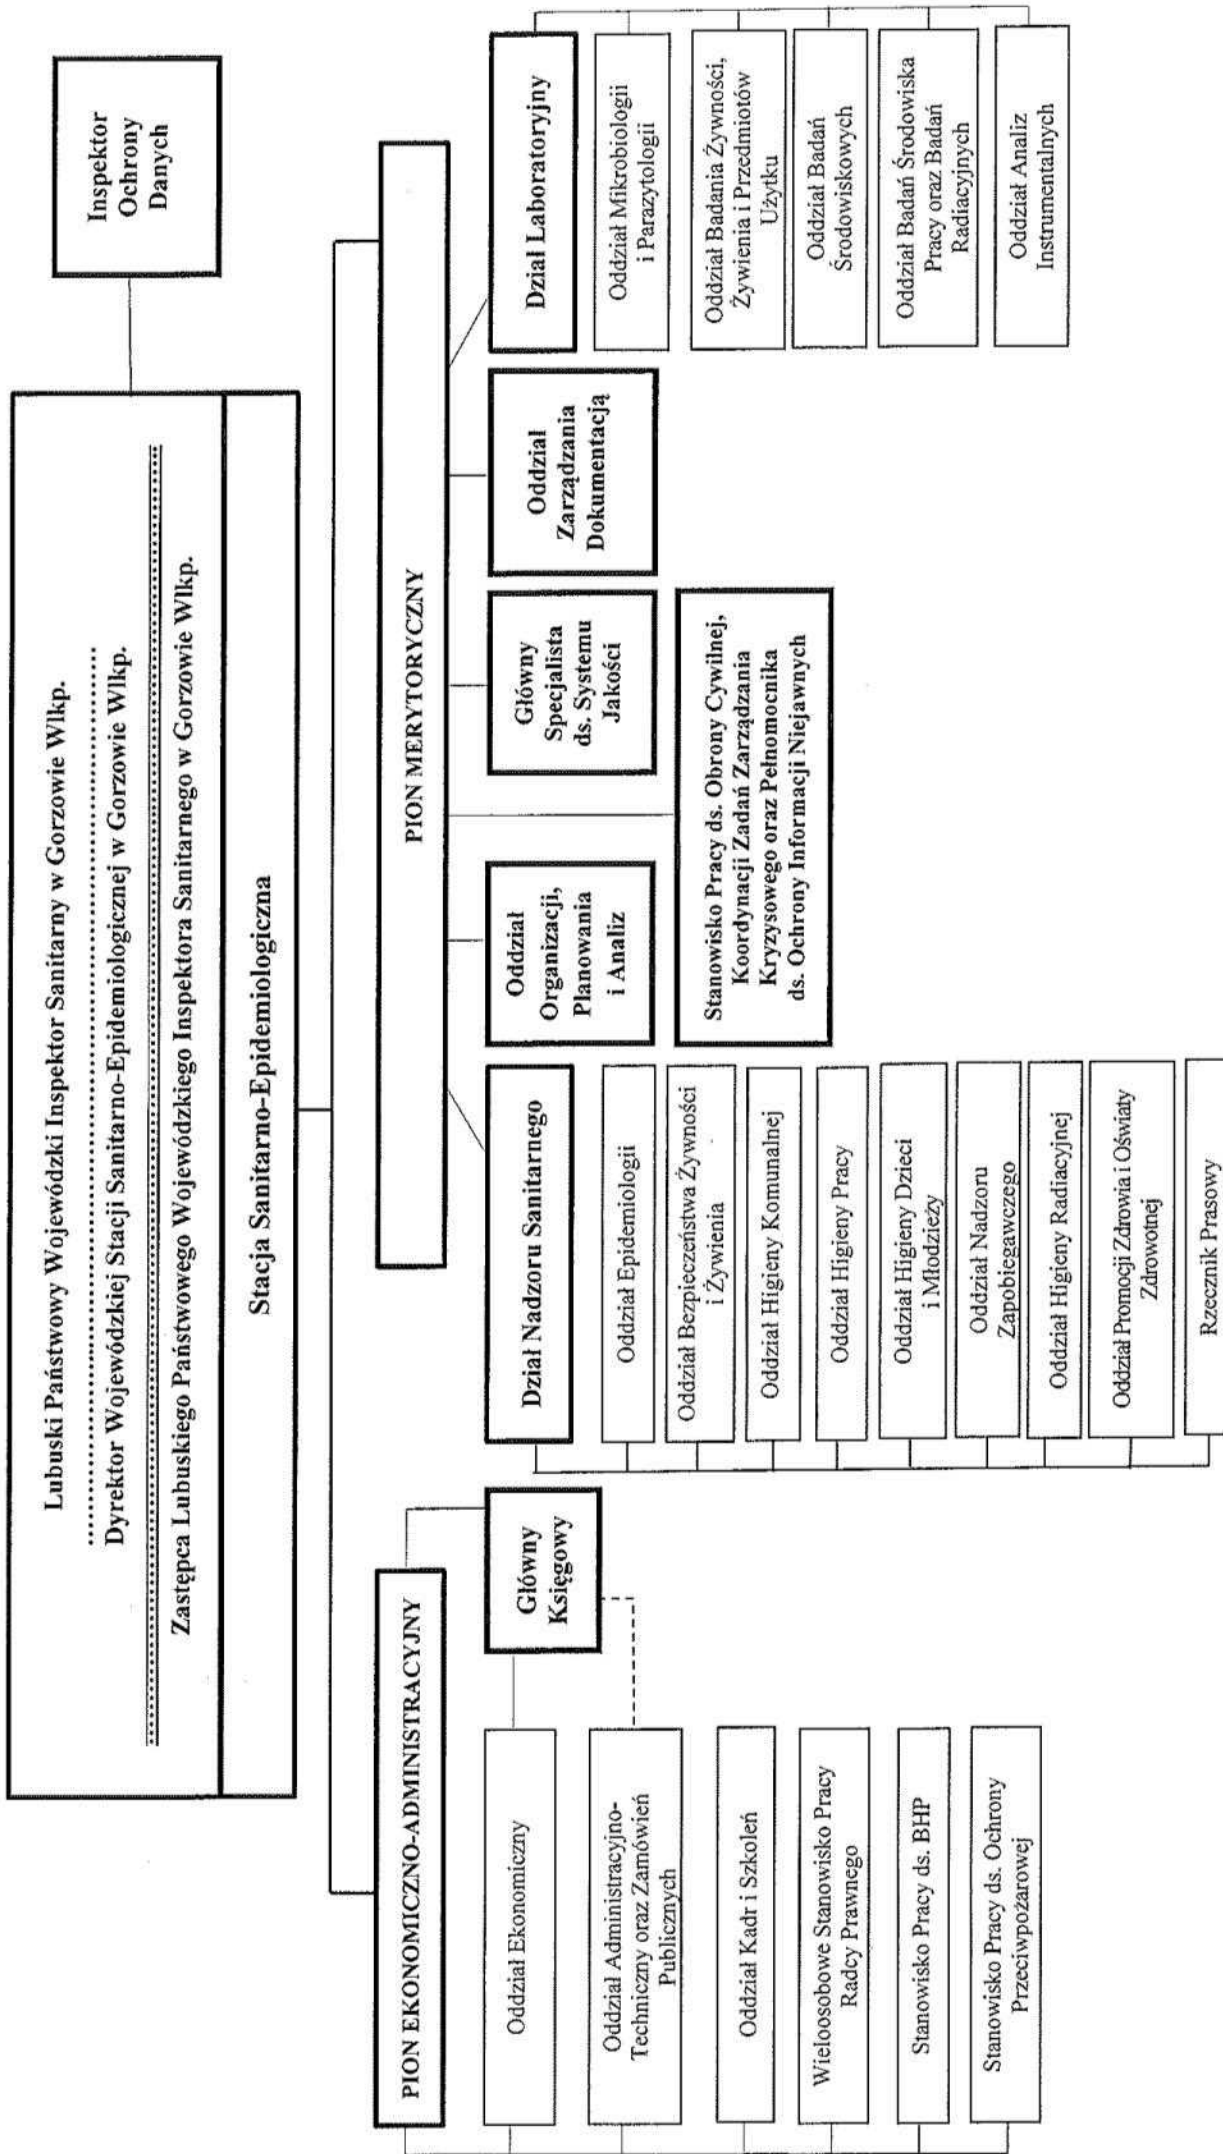 Lubuski Państwowy Wojewódzki Inspektor Sanitarny w Gorzowie Wlkp.
Dyrektor Wojewódzkiej Stacji Sanitarno-Epidemiologicznej w Gorzowie Wlkp.
Zastępca Lubuskiego Państwowego Wojewódzkiego Inspektora Sanitarnego w Gorzowie Wlkp.
Stacja Sanitarno-Epidemiologiczna
Inspektor
Ochrony
Danych
PION EKONOMICZNO-ADMINISTRACYJNY
Główny
Księgowy
Oddział Ekonomiczny
Oddział Administracyjno-
Techniczny oraz Zamówień
Publicznych
Oddział Kadr i Szkoleń
Wieloosobowe Stanowisko Pracy
Radcy Prawnego
Stanowisko Pracy ds. BHP
Stanowisko Pracy ds. Ochrony
Przeciwpożarowej
PION MERYTORYCZNY
Dział Nadzoru Sanitarnego
Oddział Epidemiologii
Oddział Bezpieczeństwa Żywności
i Żywienia
Oddział Higieny Komunalnej
Oddział Higieny Pracy
Oddział Higieny Dzieci
i Młodzieży
Oddział Nadzoru
Zapobiegawczego
Oddział Higieny Radiacyjnej
Oddział Promocji Zdrowia i Oświaty
Zdrowotnej
Rzecznik Prasowy
Oddział
Organizacji,
Planowania
i Analiz
Stanowisko Pracy ds. Obrony Cywilnej,
Koordynacji Zadań Zarządzania
Kryzysowego oraz Pełnomocnika
ds. Ochrony Informacji Niejawnych
Główny
Specjalista
ds. Systemu
Jakości
Oddział
Zarządzania
Dokumentacją
Dział Laboratoryjny
Oddział Mikrobiologii
i Parazytologii
Oddział Badania Żywności,
Żywienia i Przedmiotów
Użytku
Oddział Badań
Środowiskowych
Oddział Badań Środowiska
Pracy oraz Badań
Radiacyjnych
Oddział Analiz
Instrumentalnych